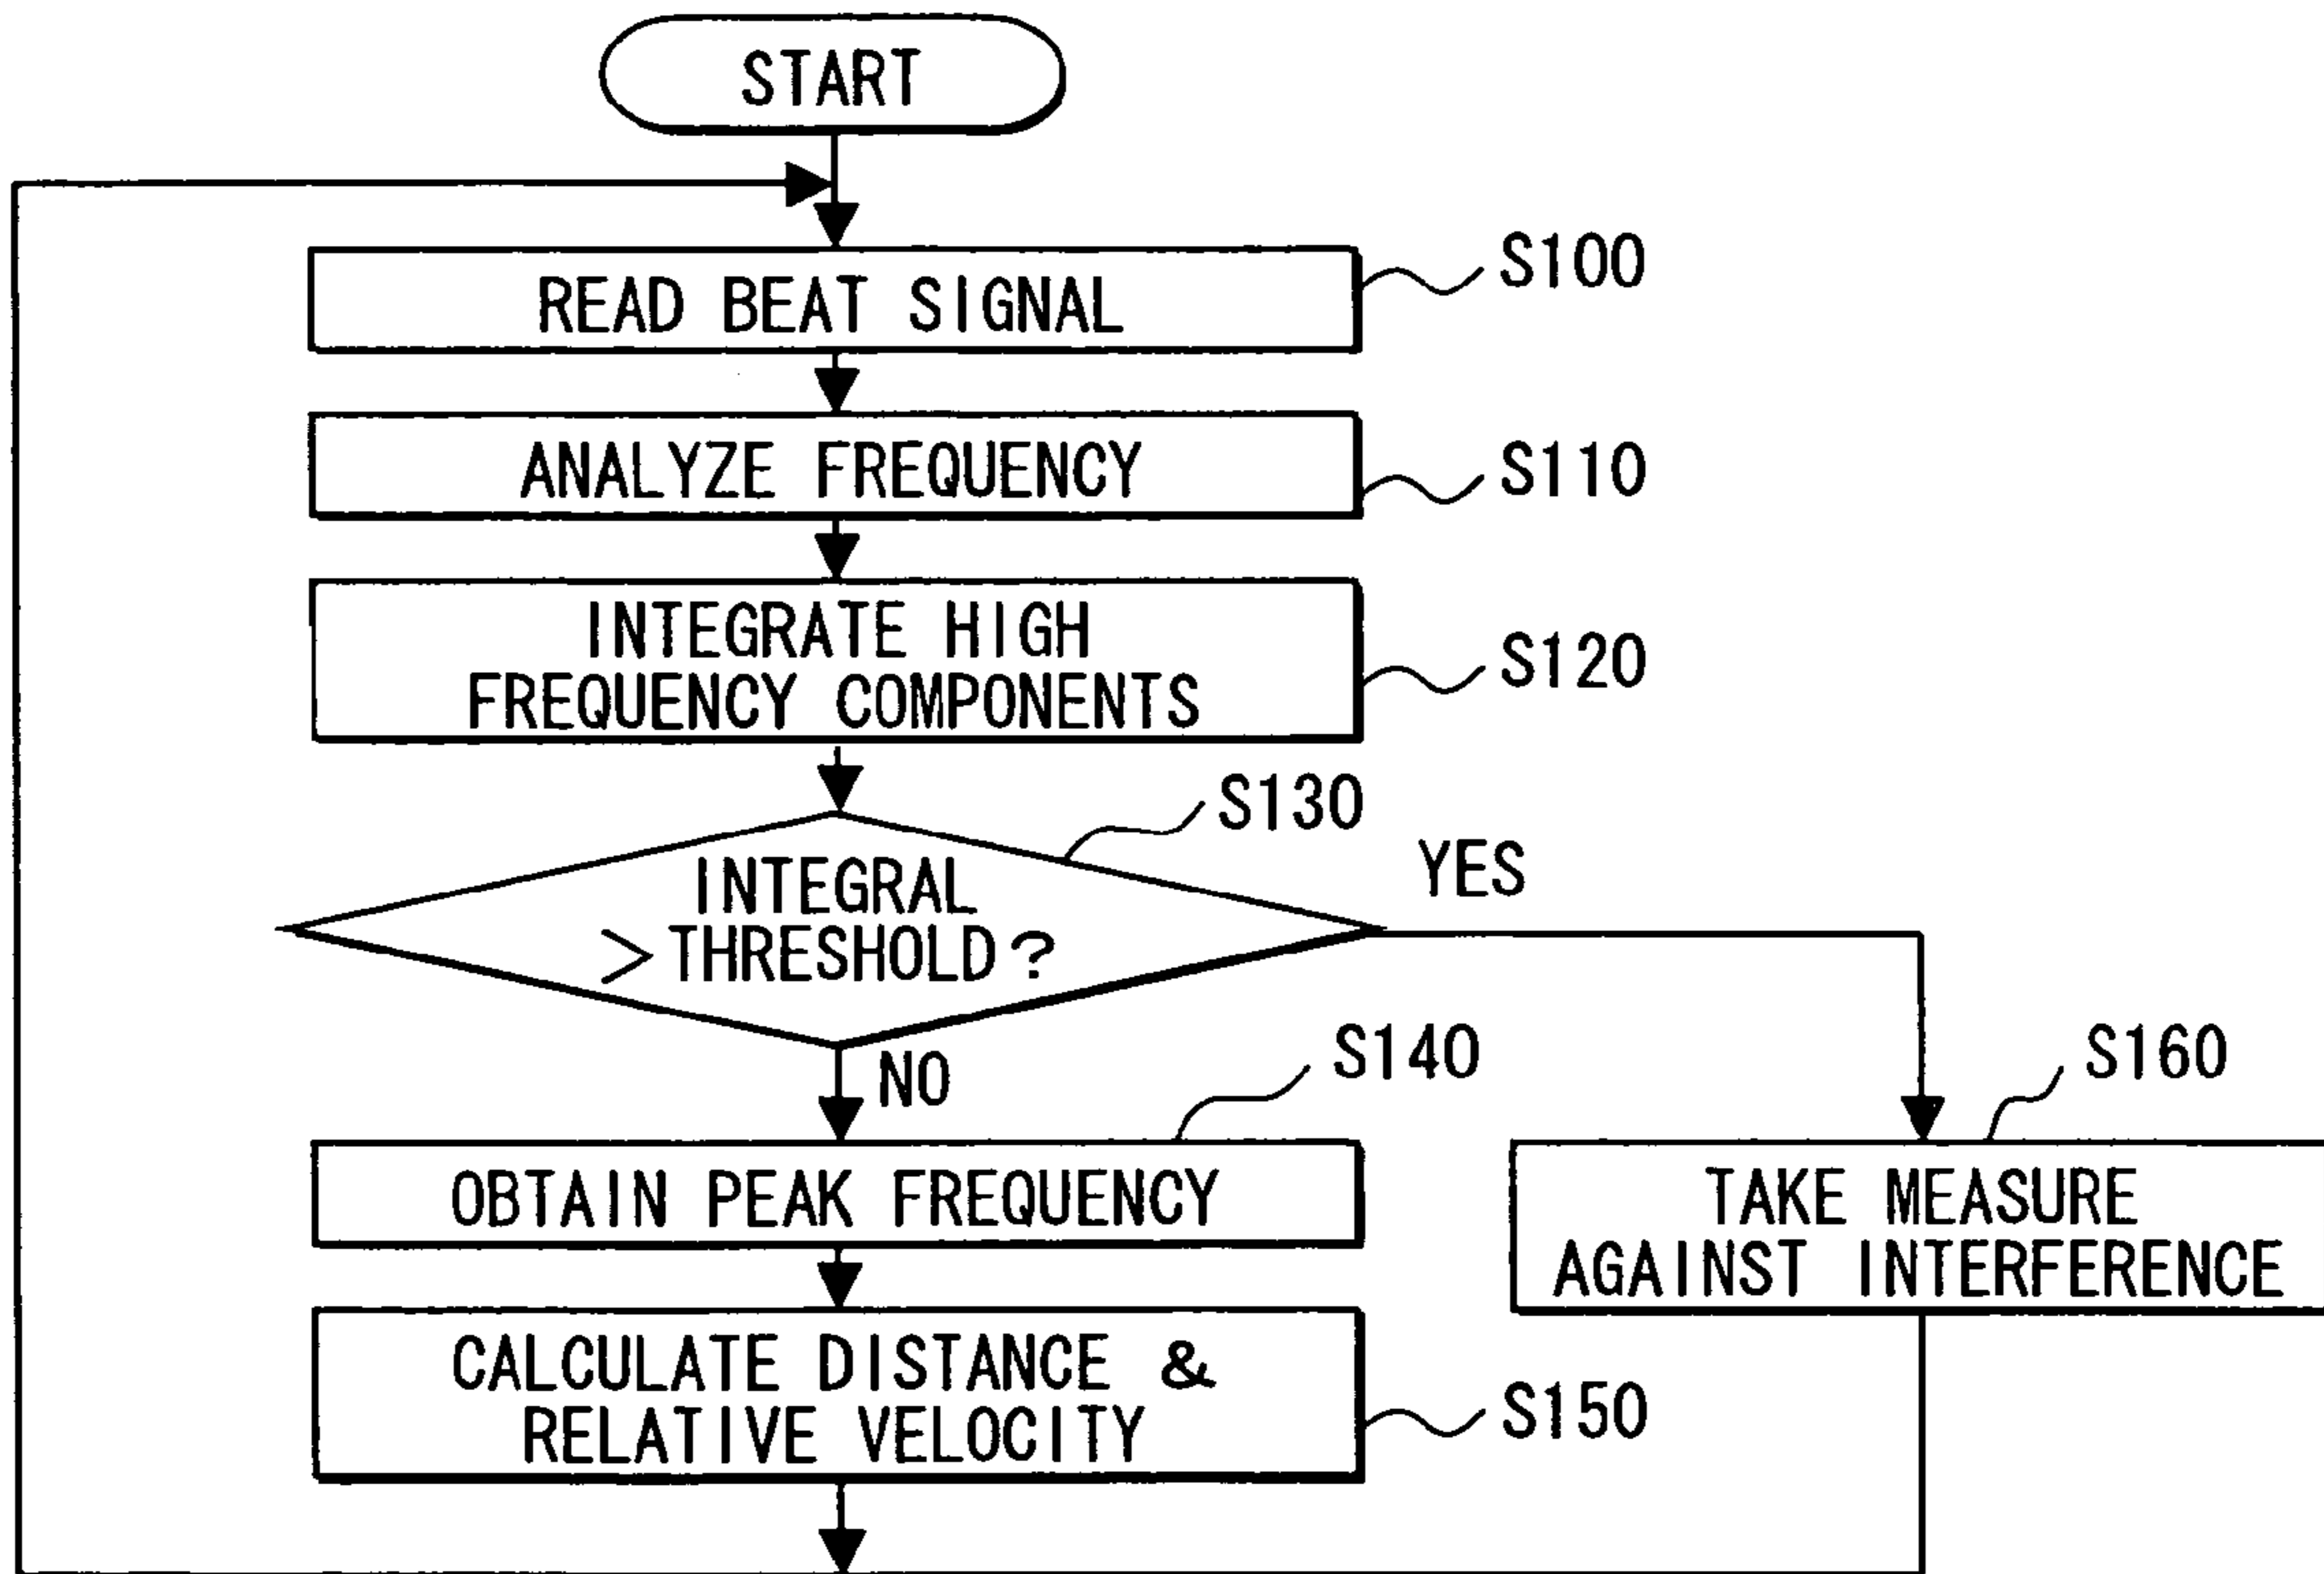 START
READ BEAT SIGNAL
S100
ANALYZE FREQUENCY
S110
INTEGRATE HIGH
FREQUENCY COMPONENTS
S120
S130
INTEGRAL
>THRESHOLD?
YES
NO
S140
OBTAIN PEAK FREQUENCY
S160
TAKE MEASURE
AGAINST INTERFERENCE
CALCULATE DISTANCE &
RELATIVE VELOCITY
S150